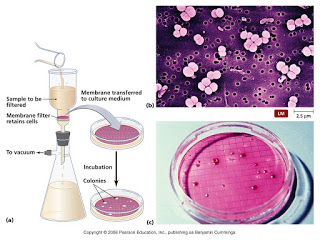 Sample to be
filtered
Membrane filter
retains cells
To vacuum
Membrane transferred
to culture medium
Incubation
Colonies
(a)
(b)
LM
2.5 µm
(c)
Copyright © 2006 Pearson Education, Inc., publishing as Benjamin Cummings.